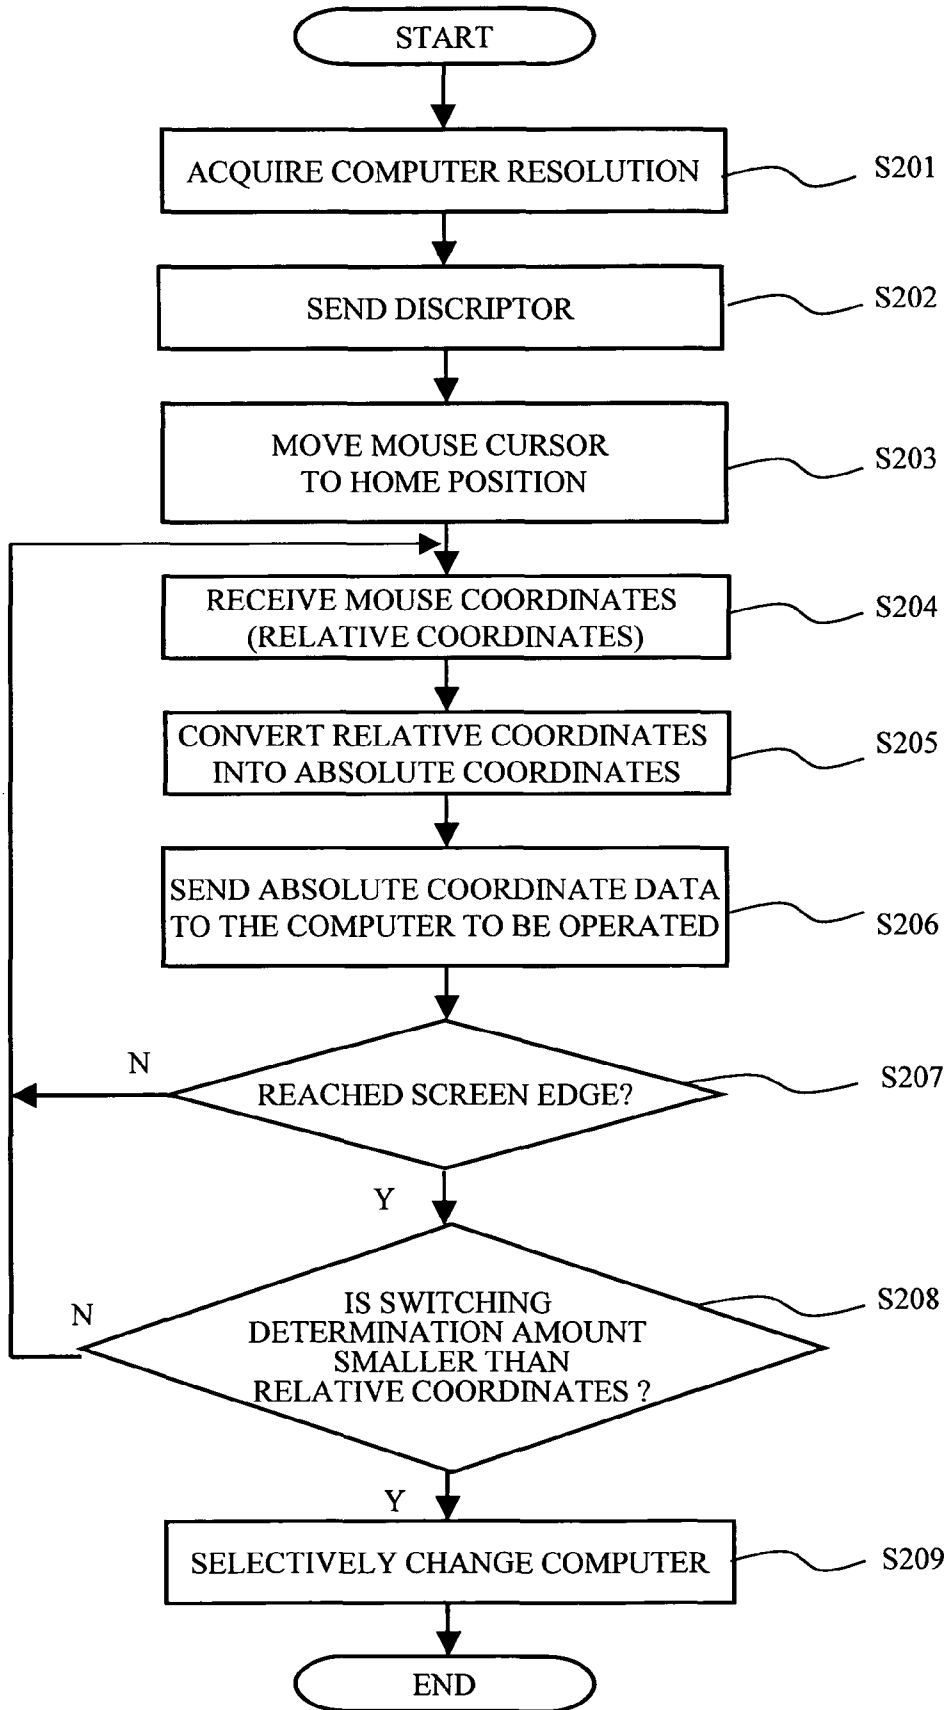 START
ACQUIRE COMPUTER RESOLUTION
S201
SEND DISCRIPTOR
S202
MOVE MOUSE CURSOR
TO HOME POSITION
S203
RECEIVE MOUSE COORDINATES
(RELATIVE COORDINATES)
S204
CONVERT RELATIVE COORDINATES
INTO ABSOLUTE COORDINATES
S205
SEND ABSOLUTE COORDINATE DATA
TO THE COMPUTER TO BE OPERATED
S206
N
REACHED SCREEN EDGE?
S207
Y
N
IS SWITCHING
DETERMINATION AMOUNT
SMALLER THAN
RELATIVE COORDINATES ?
S208
Y
SELECTIVELY CHANGE COMPUTER
S209
END